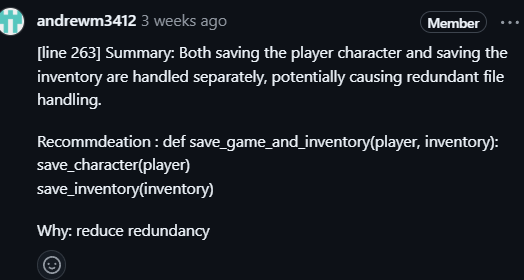 andrewm3412 3 weeks ago Member ...
[line 263] Summary: Both saving the player character and saving the
inventory are handled separately, potentially causing redundant file
handling.
Recommdeation : def save_game_and_inventory(player, inventory):
save_character(player)
save_inventory(inventory)
Why: reduce redundancy